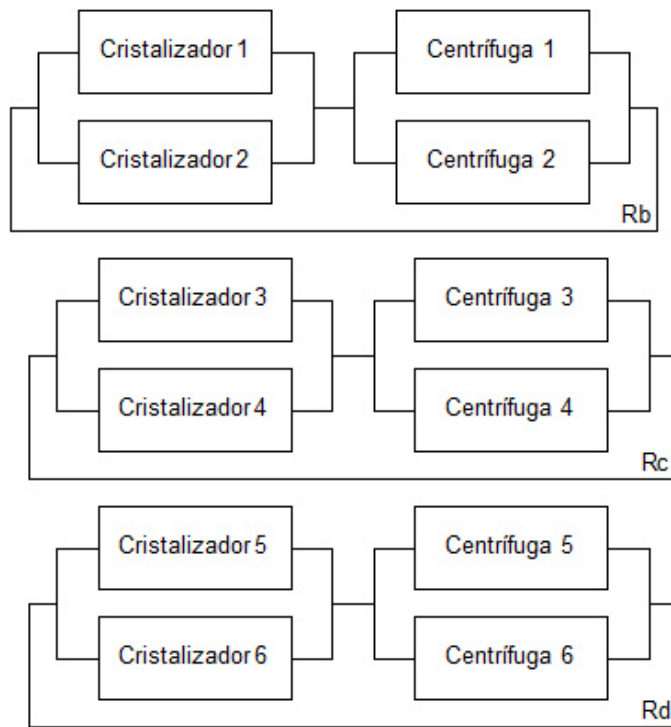 Cristalizador 1 Centrífuga 1
Cristalizador 2 Centrífuga 2
Rb
Cristalizador 3 Centrífuga 3
Cristalizador 4 Centrífuga 4
Rc
Cristalizador 5 Centrífuga 5
Cristalizador 6 Centrífuga 6
Rd